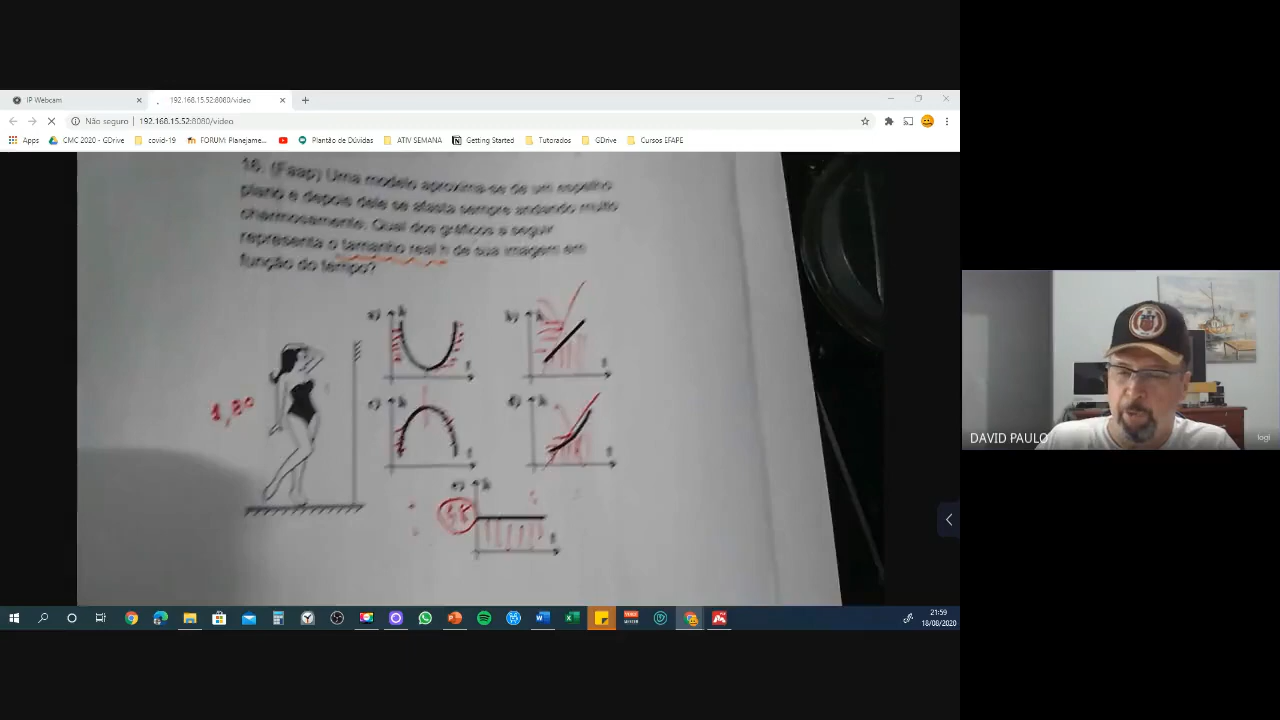 IP Webcam
192.168.15.52:8080/video
Não seguro
192.168.15.52:8080/video
Apps
CMC 2020 - GDrive
covid-19
FORUM: Planejame...
Plantão de Dúvidas
ATIV SEMANA
Getting Started
Tutorados
GDrive
Cursos EFAPE
16. (Faap) Uma modelo aproxima-se de um espelho
plano e depois dele se afasta sempre andando muito
charmosamente. Qual dos gráficos a seguir
representa o tamanho real h de sua imagem em
função do tempo?
a) h
b) h
t
t
1,80
c) h
d) h
t
t
e) h
t
DAVID PAULO
logi
21:59
18/08/2020